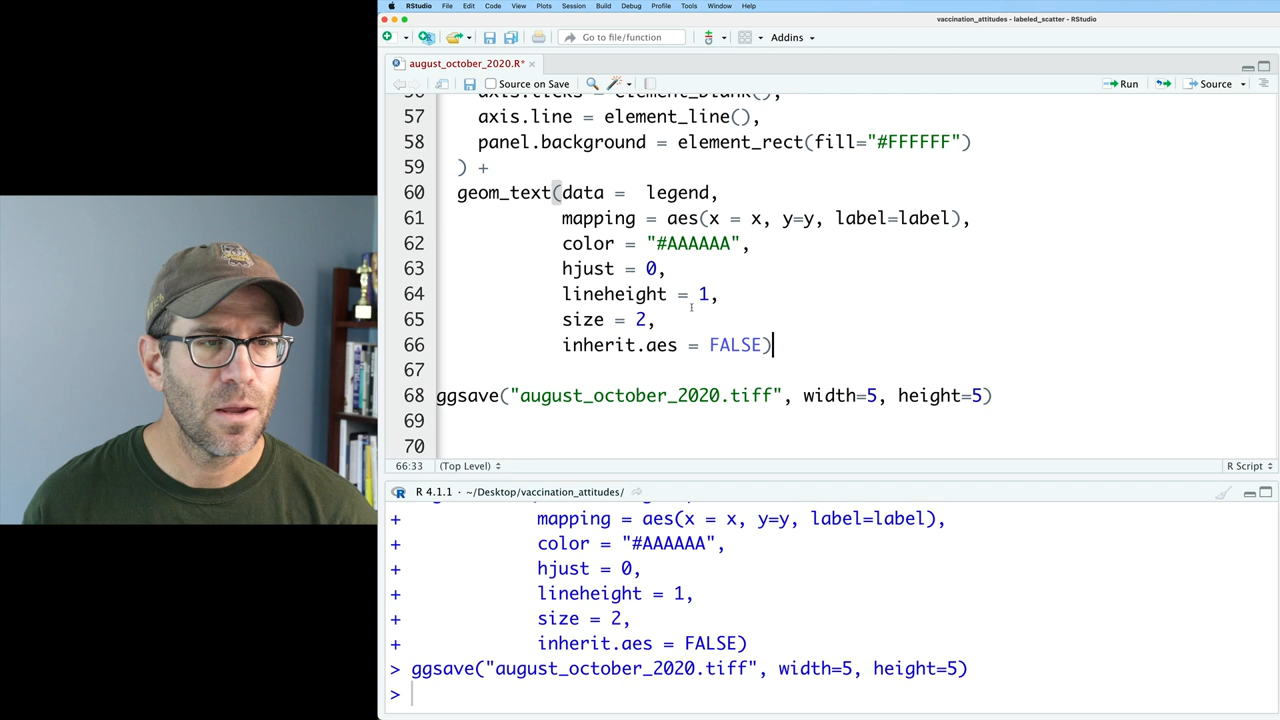 RStudio File Edit Code View Plots Session Build Debug Profile Tools Window Help
vaccination_attitudes - labeled_scatter - RStudio
Go to file/function Addins
august_october_2020.R*
Source on Save Run Source
56 axis.ticks = element_blank(),
57 axis.line = element_line(),
58 panel.background = element_rect(fill="#FFFFFF")
59 ) +
60 geom_text(data = legend,
61 mapping = aes(x = x, y=y, label=label),
62 color = "#AAAAAA",
63 hjust = 0,
64 lineheight = 1,
65 size = 2,
66 inherit.aes = FALSE)
67
68 ggsave("august_october_2020.tiff", width=5, height=5)
69
70
66:33 (Top Level) R Script
R 4.1.1 · ~/Desktop/vaccination_attitudes/
+ mapping = aes(x = x, y=y, label=label),
+ color = "#AAAAAA",
+ hjust = 0,
+ lineheight = 1,
+ size = 2,
+ inherit.aes = FALSE)
> ggsave("august_october_2020.tiff", width=5, height=5)
>